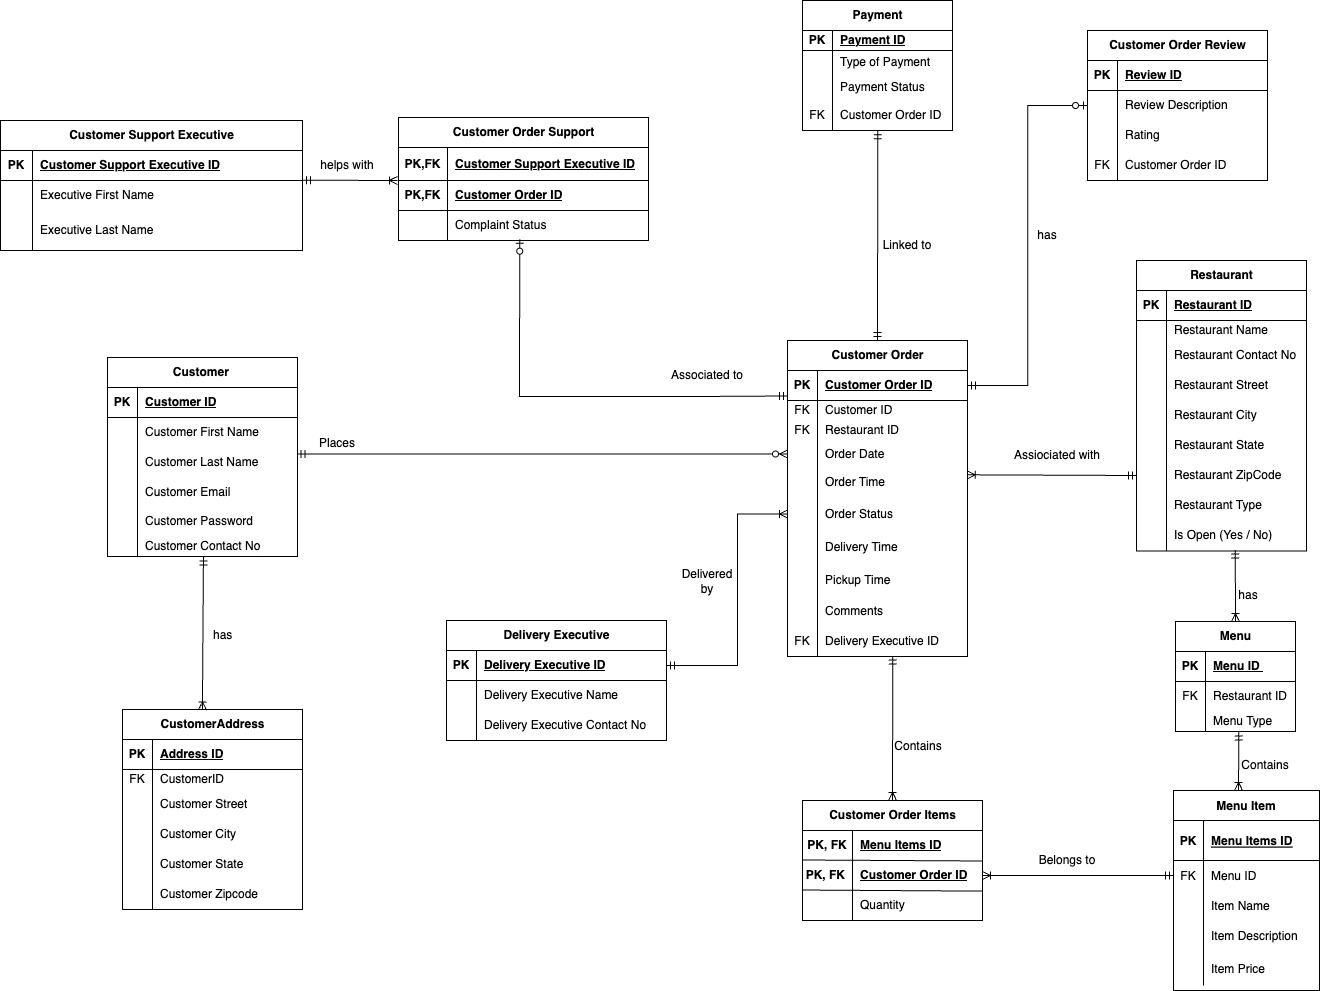 Payment
PK Payment ID
Type of Payment
Payment Status
FK Customer Order ID
Customer Order Review
PK Review ID
Review Description
Rating
FK Customer Order ID
Customer Support Executive
PK Customer Support Executive ID
Executive First Name
Executive Last Name
helps with
Customer Order Support
PK,FK Customer Support Executive ID
PK,FK Customer Order ID
Complaint Status
Linked to
has
Restaurant
PK Restaurant ID
Restaurant Name
Restaurant Contact No
Restaurant Street
Restaurant City
Restaurant State
Restaurant ZipCode
Restaurant Type
Is Open (Yes / No)
Customer
PK Customer ID
Customer First Name
Customer Last Name
Customer Email
Customer Password
Customer Contact No
Associated to
Places
Customer Order
PK Customer Order ID
FK Customer ID
FK Restaurant ID
Order Date
Order Time
Order Status
Delivery Time
Pickup Time
Comments
FK Delivery Executive ID
Assiociated with
Delivered
by
has
has
Delivery Executive
PK Delivery Executive ID
Delivery Executive Name
Delivery Executive Contact No
Menu
PK Menu ID
FK Restaurant ID
Menu Type
CustomerAddress
PK Address ID
FK CustomerID
Customer Street
Customer City
Customer State
Customer Zipcode
Contains
Contains
Customer Order Items
PK, FK Menu Items ID
PK, FK Customer Order ID
Quantity
Belongs to
Menu Item
PK Menu Items ID
FK Menu ID
Item Name
Item Description
Item Price